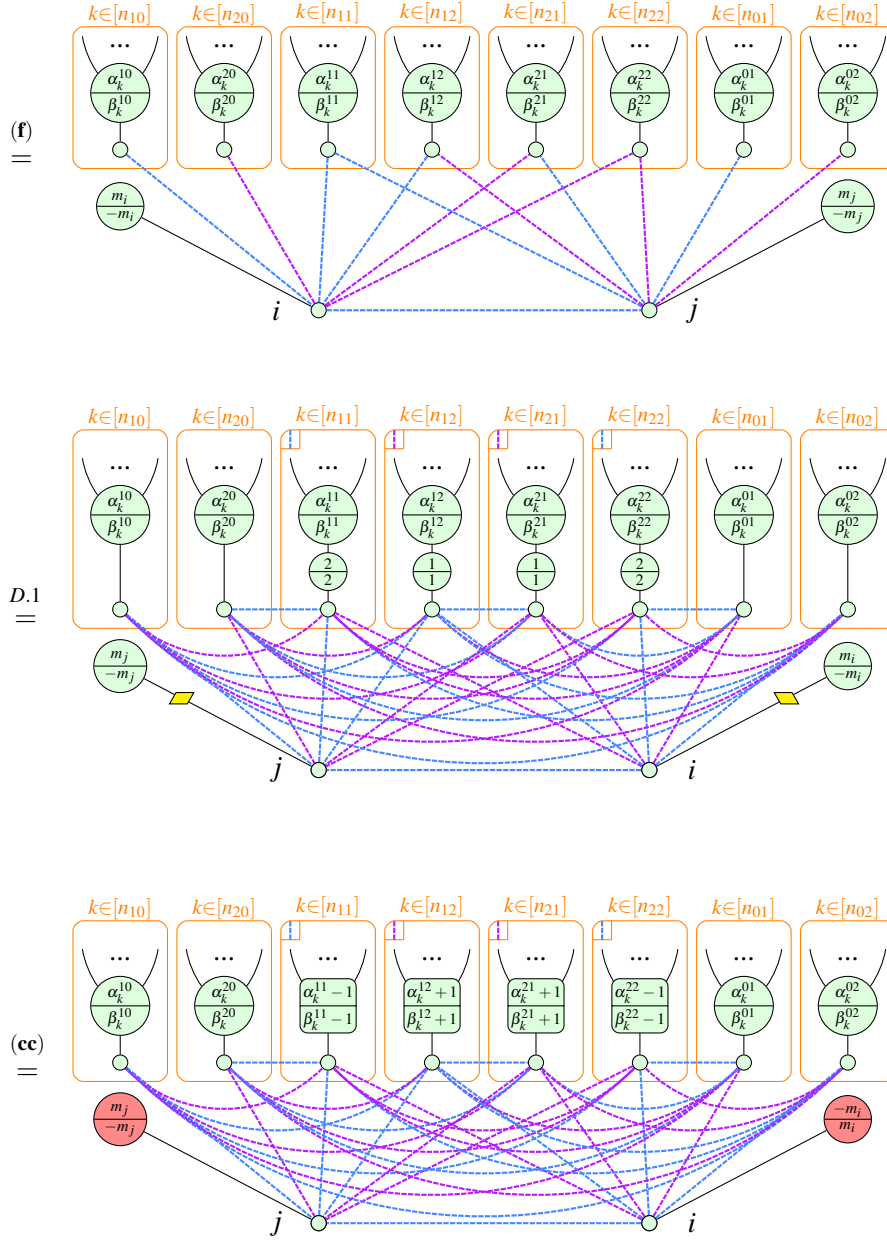 k∈[n₁₀] k∈[n₂₀] k∈[n₁₁] k∈[n₁₂] k∈[n₂₁] k∈[n₂₂] k∈[n₀₁] k∈[n₀₂]
... ... ... ... ... ... ... ...
α_k^{10} α_k^{20} α_k^{11} α_k^{12} α_k^{21} α_k^{22} α_k^{01} α_k^{02}
β_k^{10} β_k^{20} β_k^{11} β_k^{12} β_k^{21} β_k^{22} β_k^{01} β_k^{02}
(f)
=
m_i m_j
−m_i −m_j
i j
k∈[n₁₀] k∈[n₂₀] k∈[n₁₁] k∈[n₁₂] k∈[n₂₁] k∈[n₂₂] k∈[n₀₁] k∈[n₀₂]
... ... ... ... ... ... ... ...
α_k^{10} α_k^{20} α_k^{11} α_k^{12} α_k^{21} α_k^{22} α_k^{01} α_k^{02}
β_k^{10} β_k^{20} β_k^{11} β_k^{12} β_k^{21} β_k^{22} β_k^{01} β_k^{02}
2 1 1 2
2 1 1 2
D.1
=
m_j m_i
−m_j −m_i
j i
k∈[n₁₀] k∈[n₂₀] k∈[n₁₁] k∈[n₁₂] k∈[n₂₁] k∈[n₂₂] k∈[n₀₁] k∈[n₀₂]
... ... ... ... ... ... ... ...
α_k^{10} α_k^{20} α_k^{11} − 1 α_k^{12} + 1 α_k^{21} + 1 α_k^{22} − 1 α_k^{01} α_k^{02}
β_k^{10} β_k^{20} β_k^{11} − 1 β_k^{12} + 1 β_k^{21} + 1 β_k^{22} − 1 β_k^{01} β_k^{02}
(cc)
=
m_j −m_i
−m_j m_i
j i